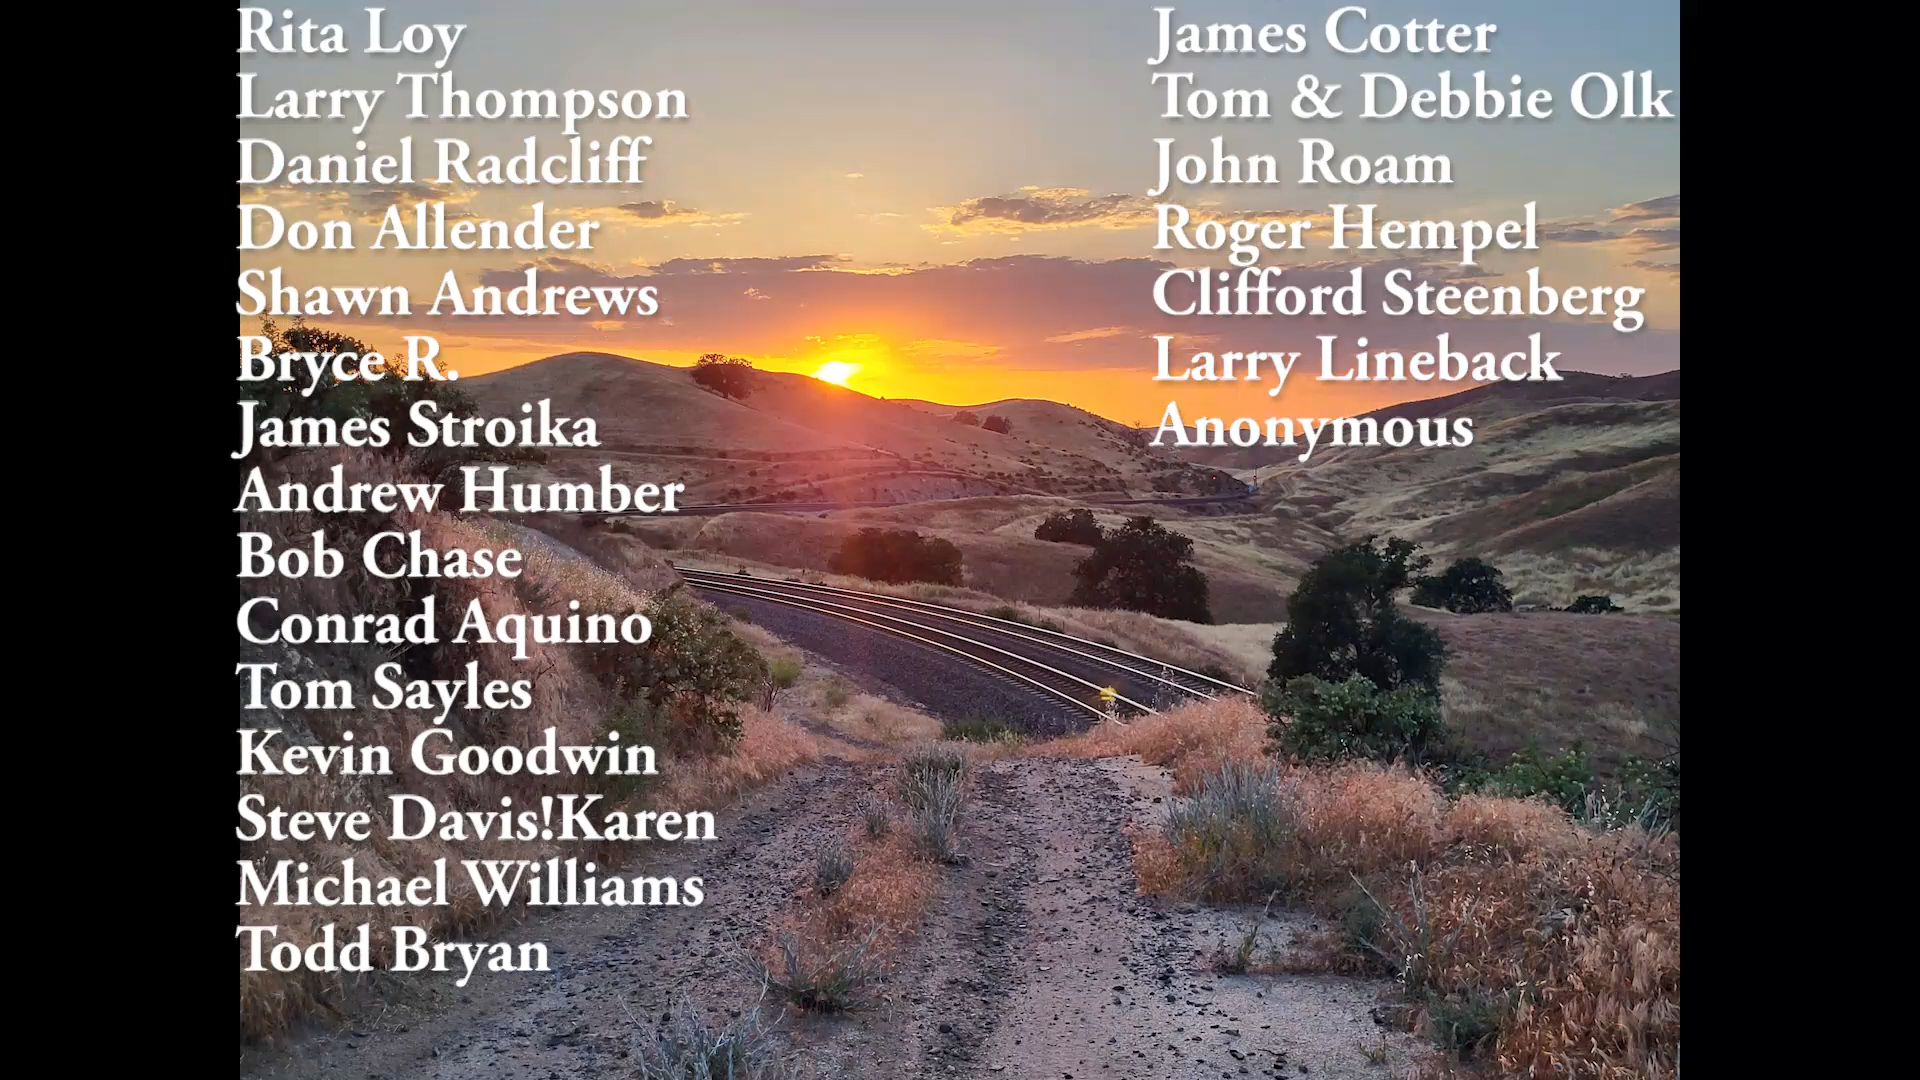 Rita Loy
Larry Thompson
Daniel Radcliff
Don Allender
Shawn Andrews
Bryce R.
James Stroika
Andrew Humber
Bob Chase
Conrad Aquino
Tom Sayles
Kevin Goodwin
Steve Davis!Karen
Michael Williams
Todd Bryan
James Cotter
Tom & Debbie Olk
John Roam
Roger Hempel
Clifford Steenberg
Larry Lineback
Anonymous